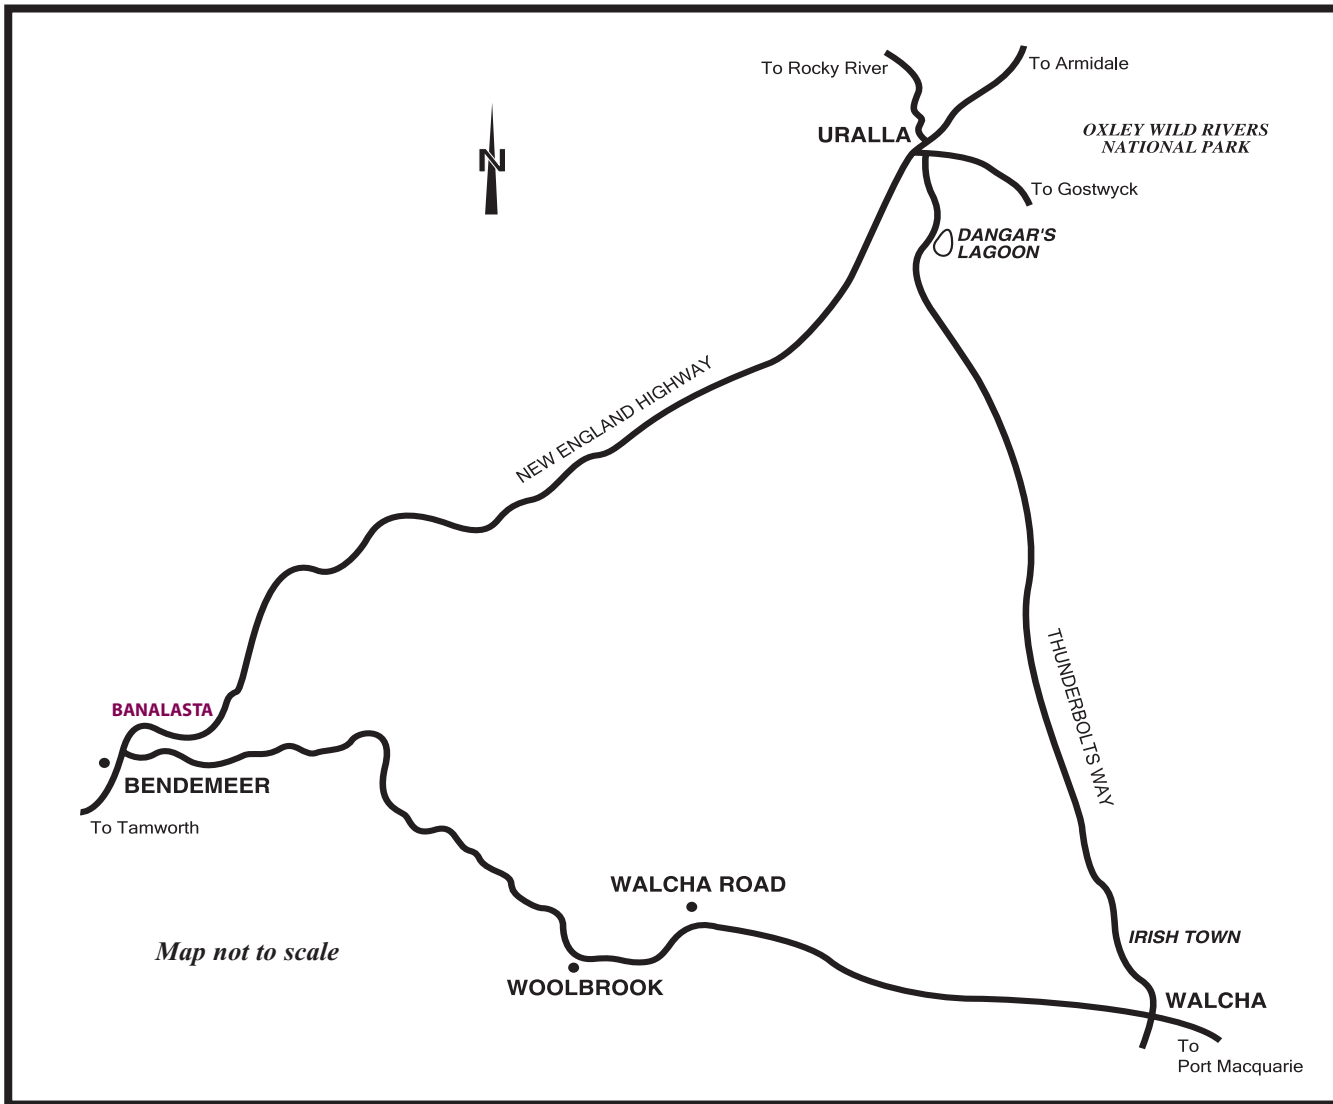 To Rocky River
To Armidale
URALLA
OXLEY WILD RIVERS
NATIONAL PARK
N
To Gostwyck
DANGAR'S
LAGOON
NEW ENGLAND HIGHWAY
THUNDERBOLTS WAY
BANALASTA
BENDEMEER
To Tamworth
WALCHA ROAD
Map not to scale
IRISH TOWN
WOOLBROOK
WALCHA
To
Port Macquarie